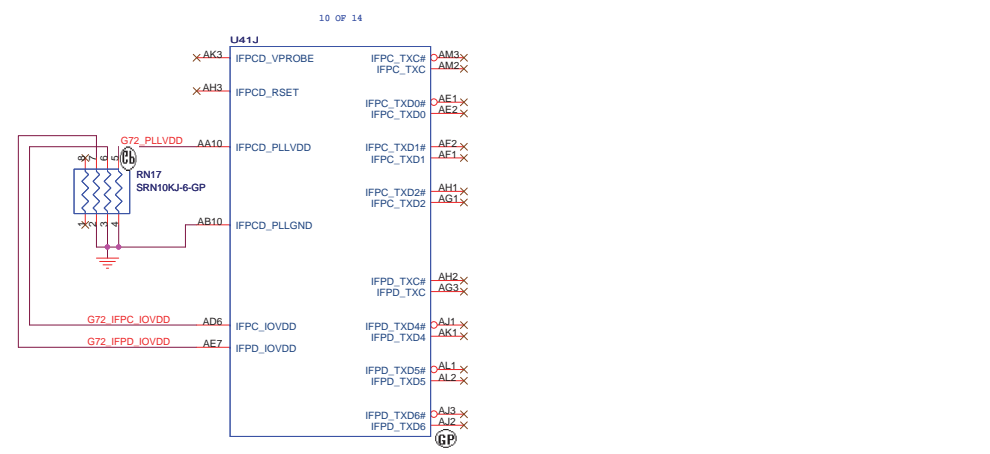 10 OF 14
U41J
AK3 IFPCD_VPROBE
AH3 IFPCD_RSET
G72_PLLVDD AA10 IFPCD_PLLVDD
8 7 6 5
RN17
SRN10KJ-6-GP
1 2 3 4
AB10 IFPCD_PLLGND
G72_IFPC_IOVDD AD6 IFPC_IOVDD
G72_IFPD_IOVDD AE7 IFPD_IOVDD
IFPC_TXC# AM3
IFPC_TXC AM2
IFPC_TXD0# AE1
IFPC_TXD0 AE2
IFPC_TXD1# AF2
IFPC_TXD1 AF1
IFPC_TXD2# AH1
IFPC_TXD2 AG1
IFPD_TXC# AH2
IFPD_TXC AG3
IFPD_TXD4# AJ1
IFPD_TXD4 AK1
IFPD_TXD5# AL1
IFPD_TXD5 AL2
IFPD_TXD6# AJ3
IFPD_TXD6 AJ2
GP